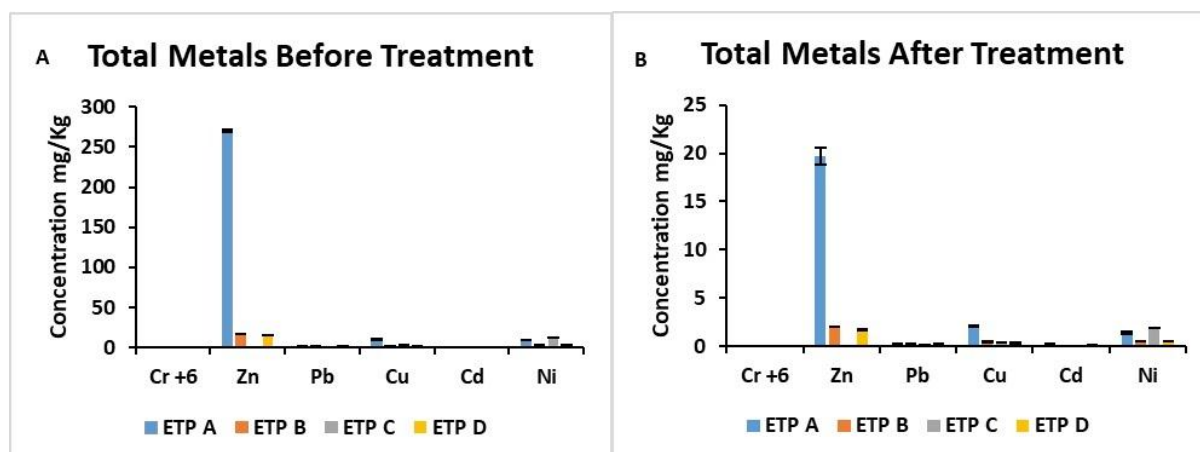 A Total Metals Before Treatment
Concentration mg/Kg
300
250
200
150
100
50
0
Cr +6 Zn Pb Cu Cd Ni
ETP A ETP B ETP C ETP D
B Total Metals After Treatment
Concentration mg/Kg
25
20
15
10
5
0
Cr +6 Zn Pb Cu Cd Ni
ETP A ETP B ETP C ETP D